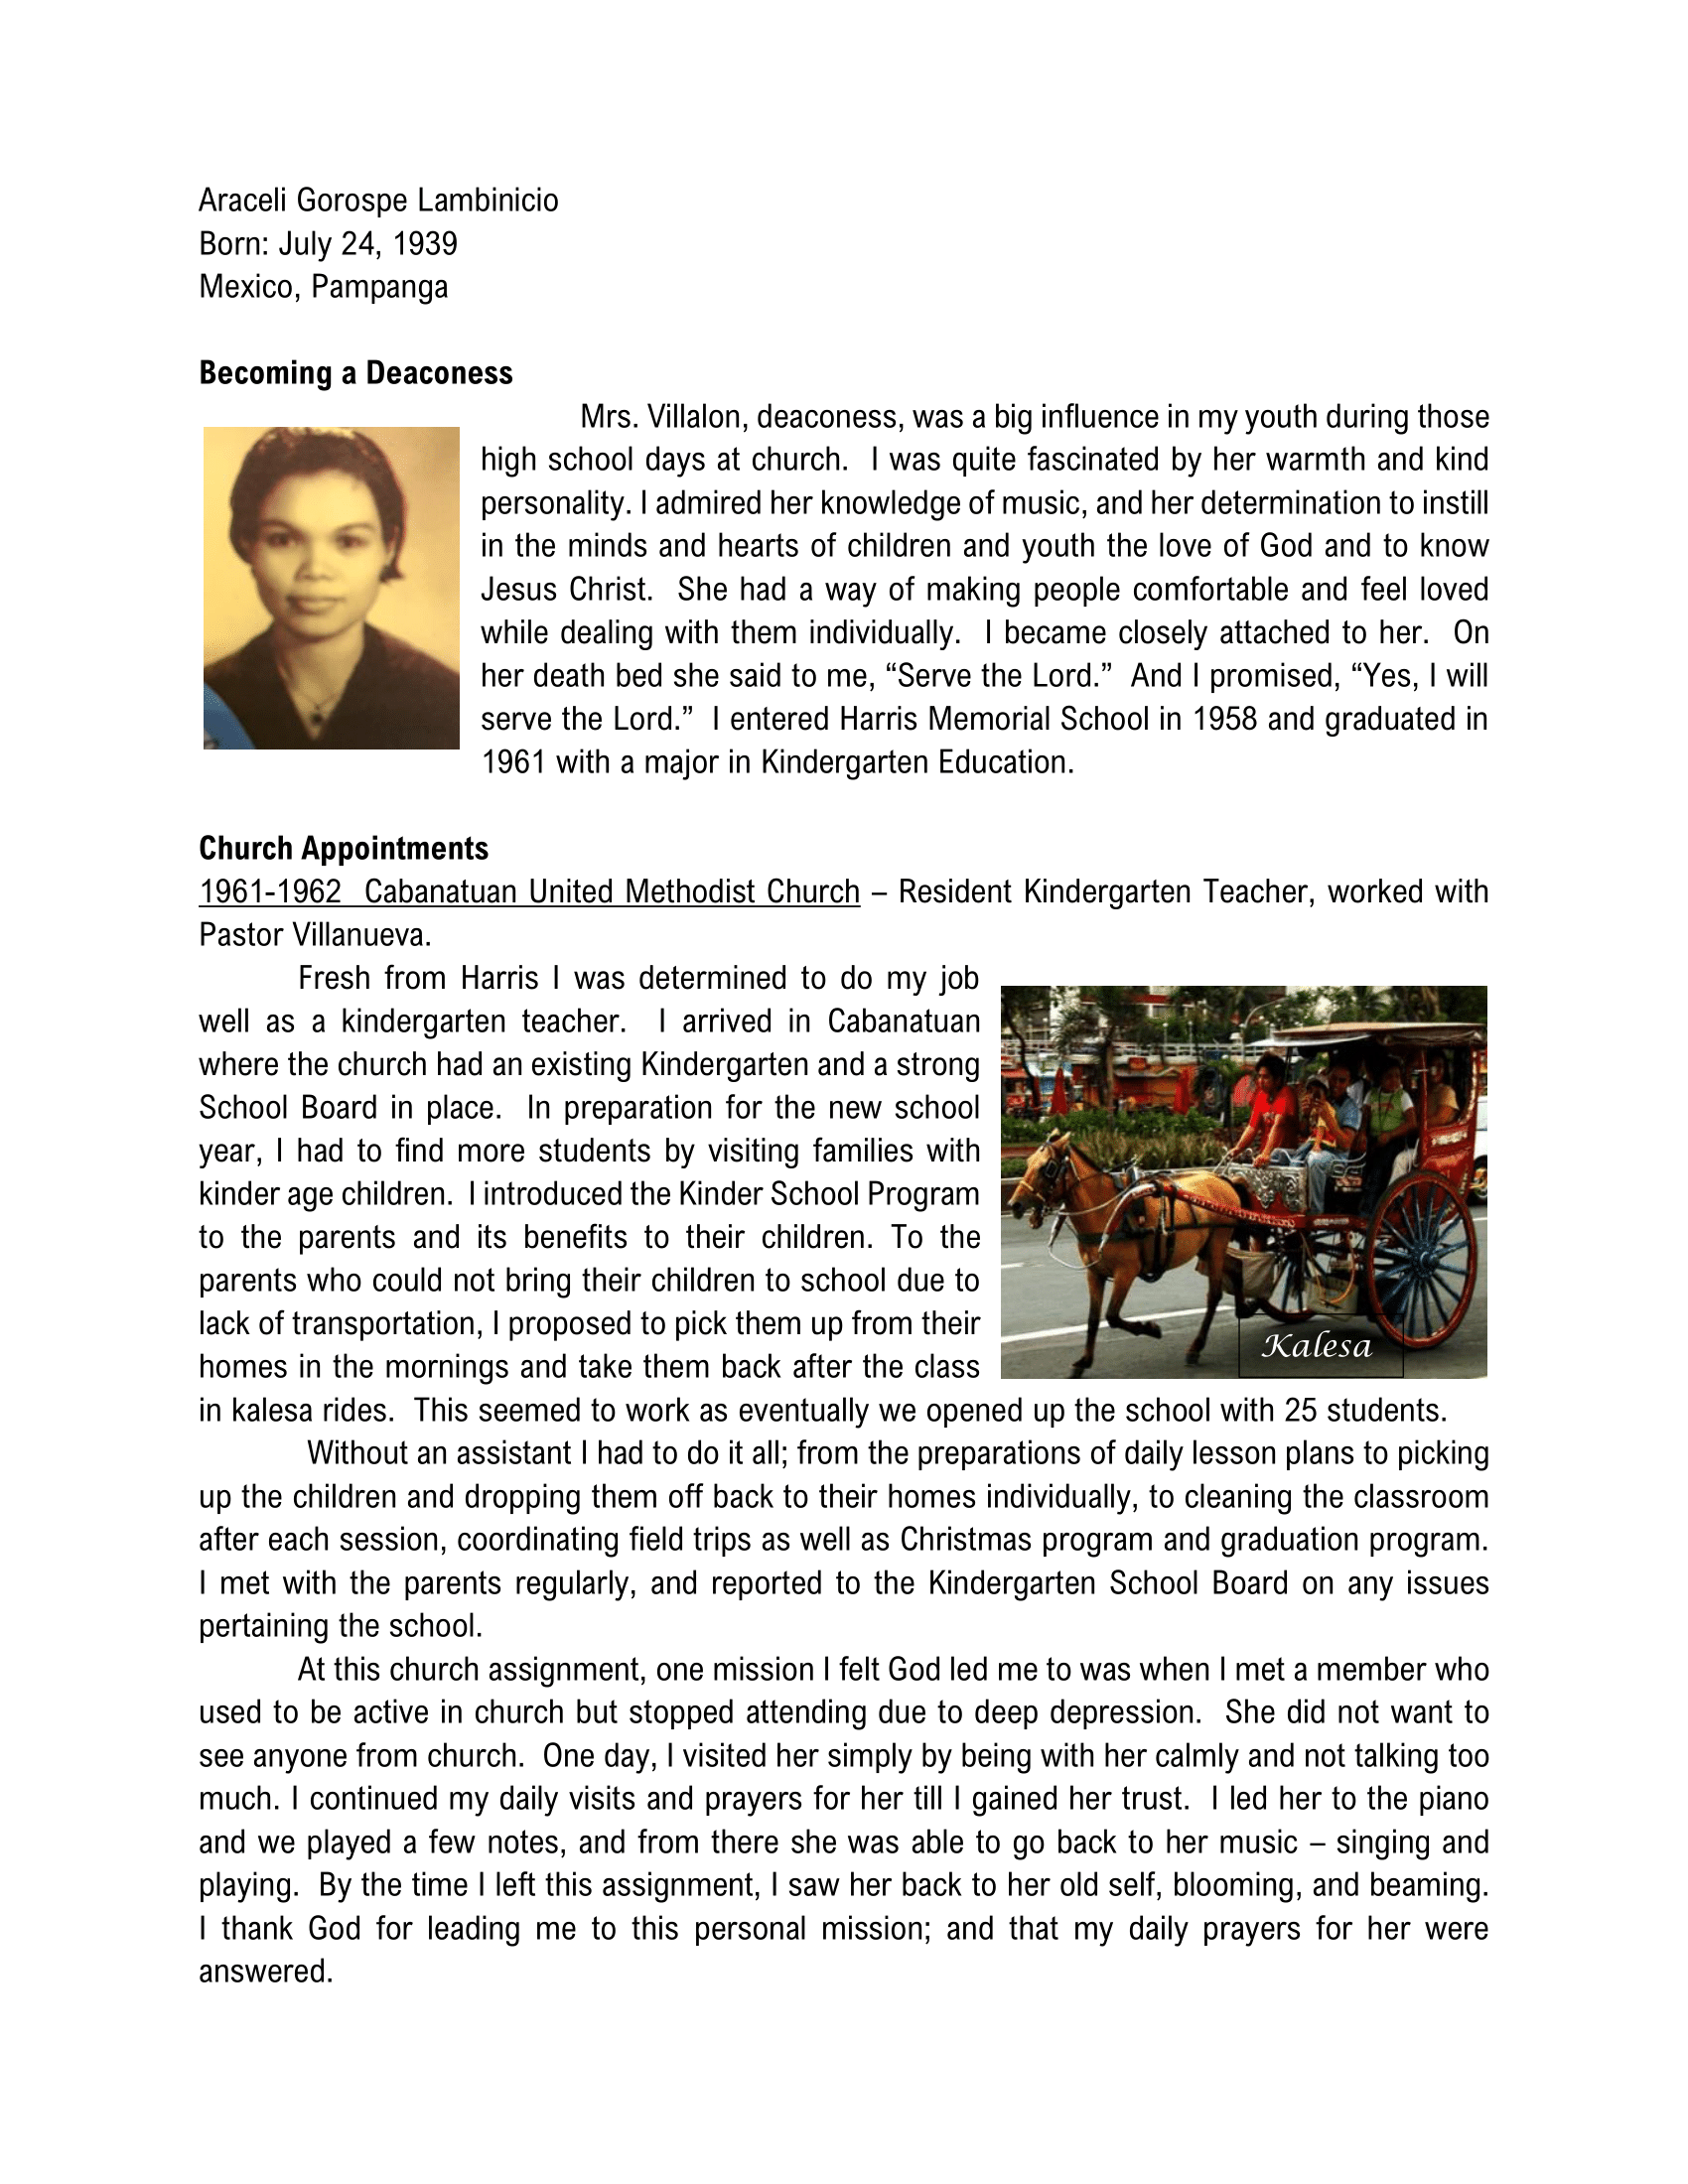 Araceli Gorospe Lambinicio
Born: July 24, 1939
Mexico, Pampanga
Becoming a Deaconess
Mrs. Villalon, deaconess, was a big influence in my youth during those
high school days at church.  I was quite fascinated by her warmth and kind
personality. I admired her knowledge of music, and her determination to instill
in the minds and hearts of children and youth the love of God and to know
Jesus Christ.  She had a way of making people comfortable and feel loved
while dealing with them individually.  I became closely attached to her.  On
her death bed she said to me, “Serve the Lord.”  And I promised, “Yes, I will
serve the Lord.”  I entered Harris Memorial School in 1958 and graduated in
1961 with a major in Kindergarten Education.
Church Appointments
1961-1962  Cabanatuan United Methodist Church – Resident Kindergarten Teacher, worked with
Pastor Villanueva.
Fresh from Harris I was determined to do my job
well as a kindergarten teacher.  I arrived in Cabanatuan
where the church had an existing Kindergarten and a strong
School Board in place.  In preparation for the new school
year, I had to find more students by visiting families with
kinder age children.  I introduced the Kinder School Program
to the parents and its benefits to their children. To the
parents who could not bring their children to school due to
lack of transportation, I proposed to pick them up from their
homes in the mornings and take them back after the class
Kalesa
in kalesa rides.  This seemed to work as eventually we opened up the school with 25 students.
Without an assistant I had to do it all; from the preparations of daily lesson plans to picking
up the children and dropping them off back to their homes individually, to cleaning the classroom
after each session, coordinating field trips as well as Christmas program and graduation program.
I met with the parents regularly, and reported to the Kindergarten School Board on any issues
pertaining the school.
At this church assignment, one mission I felt God led me to was when I met a member who
used to be active in church but stopped attending due to deep depression.  She did not want to
see anyone from church.  One day, I visited her simply by being with her calmly and not talking too
much. I continued my daily visits and prayers for her till I gained her trust.  I led her to the piano
and we played a few notes, and from there she was able to go back to her music – singing and
playing.  By the time I left this assignment, I saw her back to her old self, blooming, and beaming.
I thank God for leading me to this personal mission; and that my daily prayers for her were
answered.